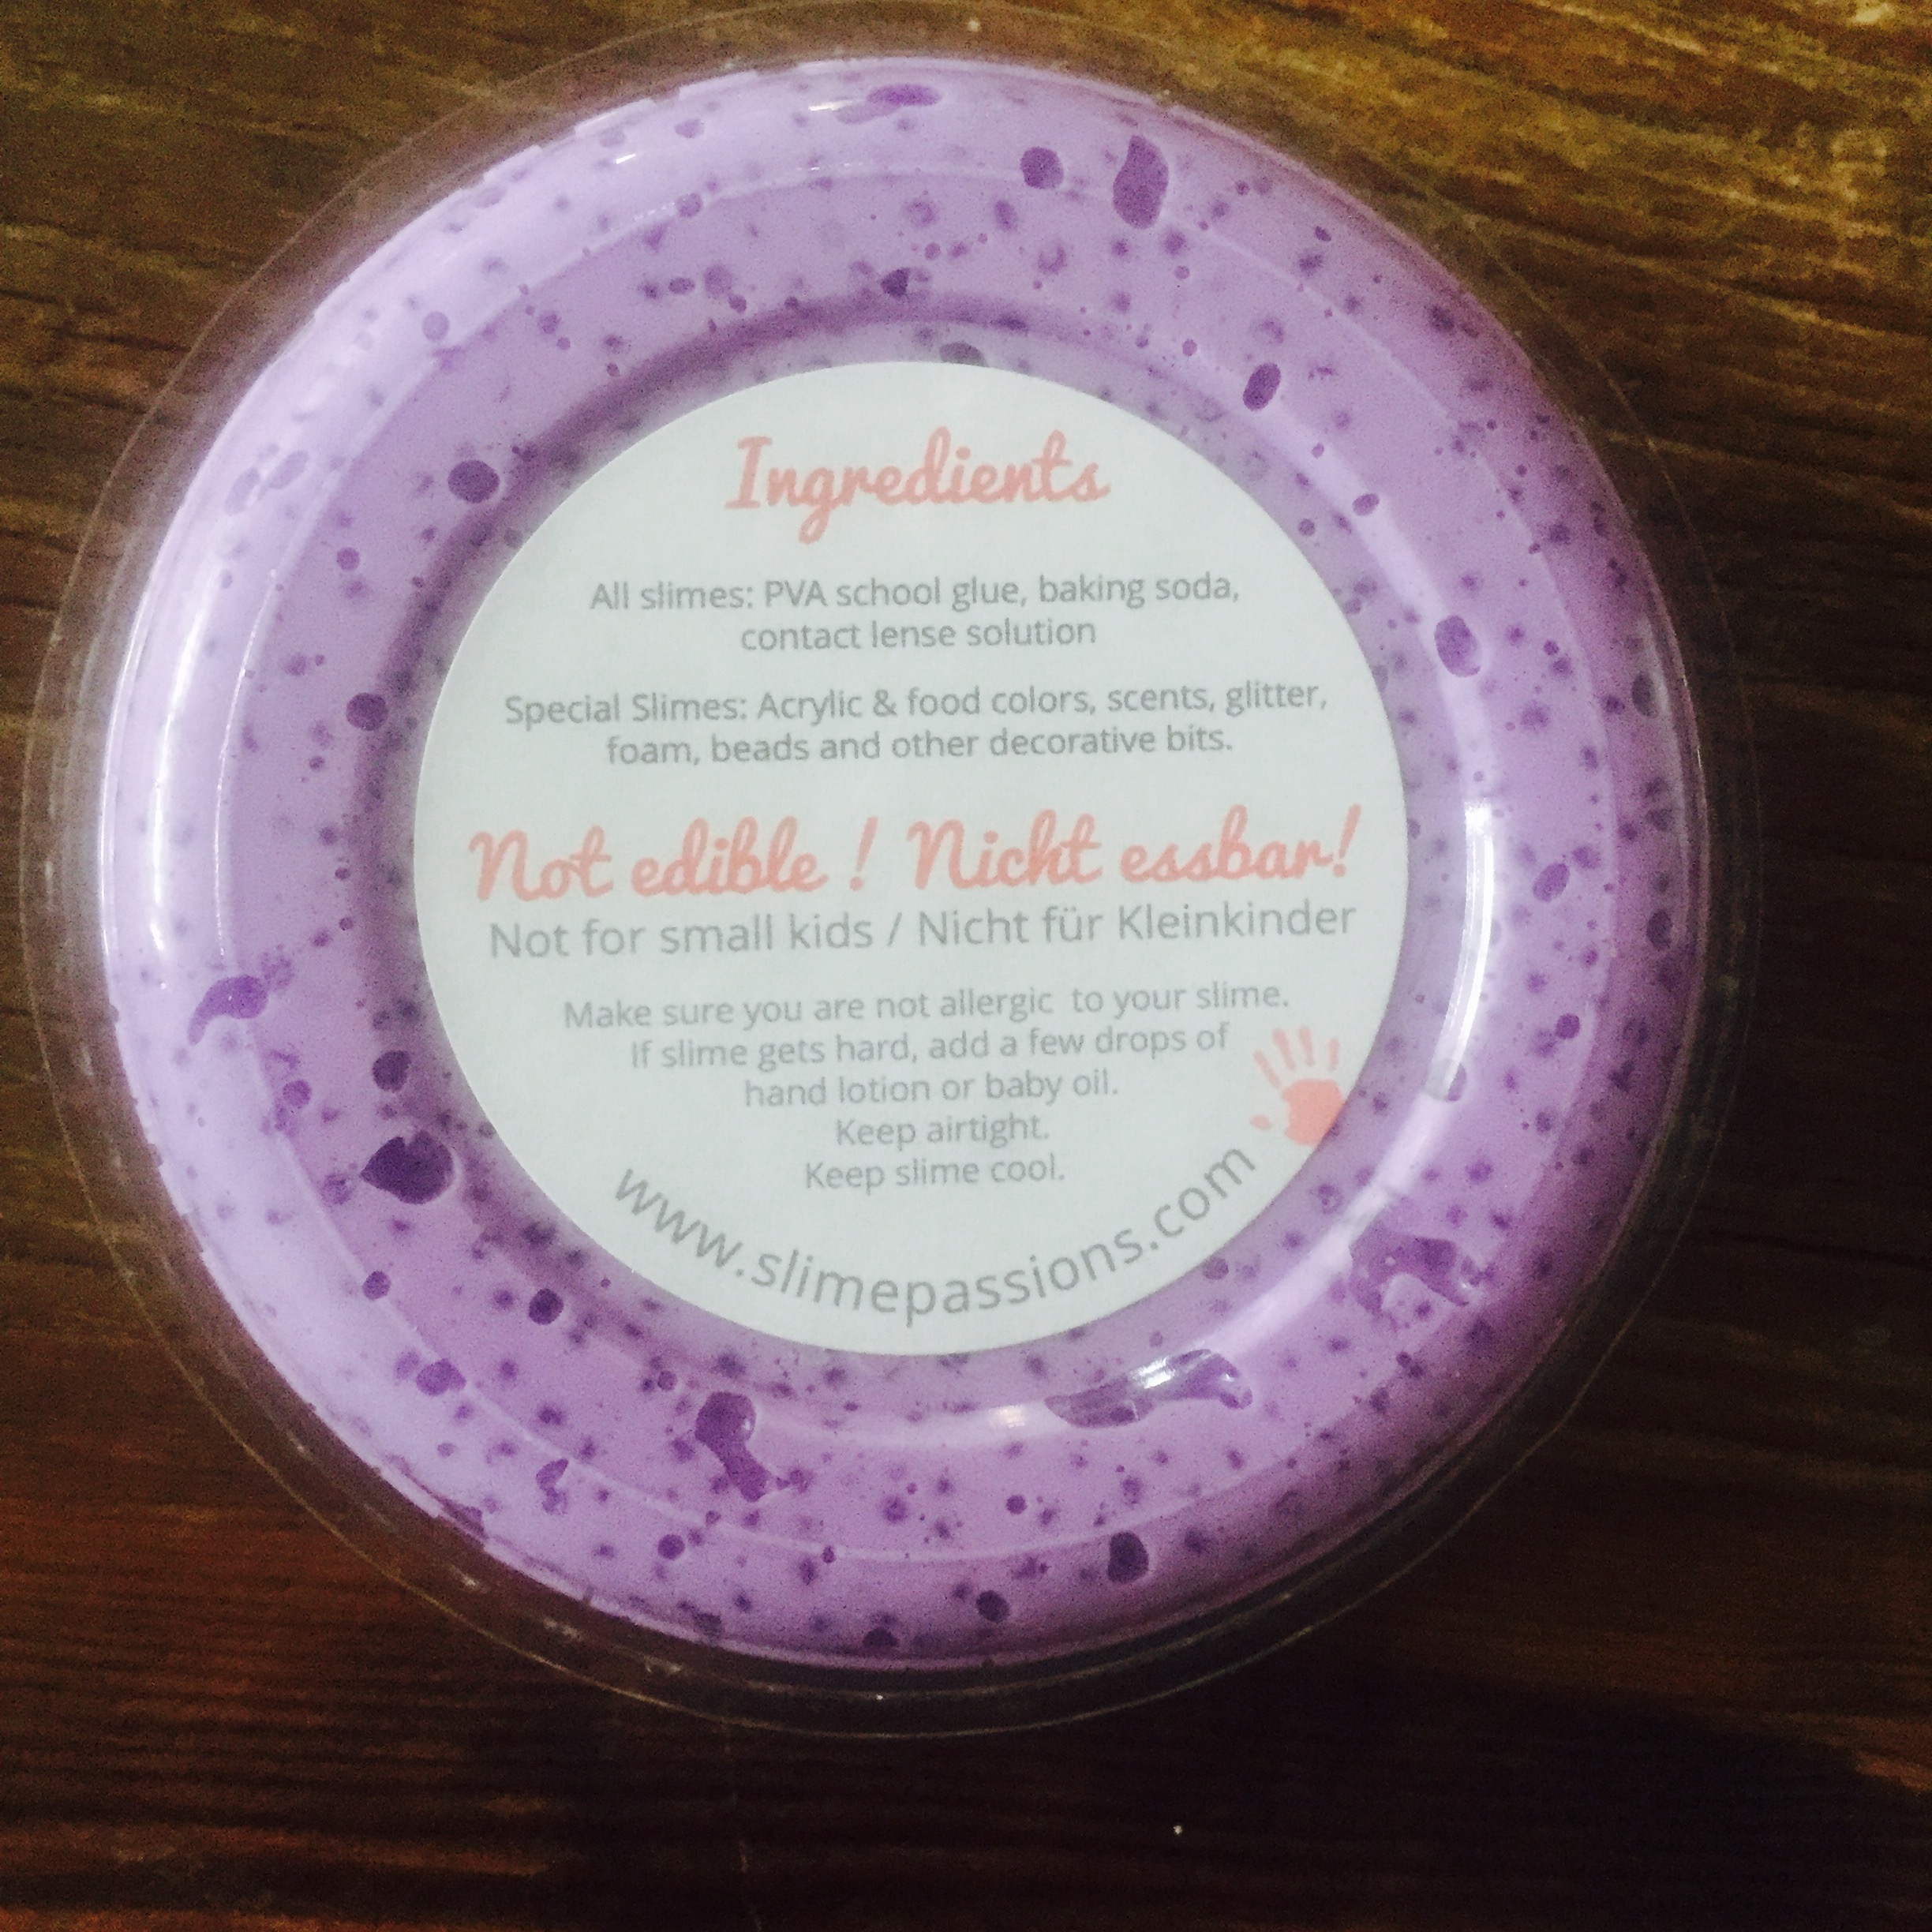 Ingredients
All slimes: PVA school glue, baking soda,
contact lense solution
Special Slimes: Acrylic & food colors, scents, glitter,
foam, beads and other decorative bits.
Not edible ! Nicht essbar!
Not for small kids / Nicht für Kleinkinder
Make sure you are not allergic to your slime.
If slime gets hard, add a few drops of
hand lotion or baby oil.
Keep airtight.
Keep slime cool.
www.slimepassions.com